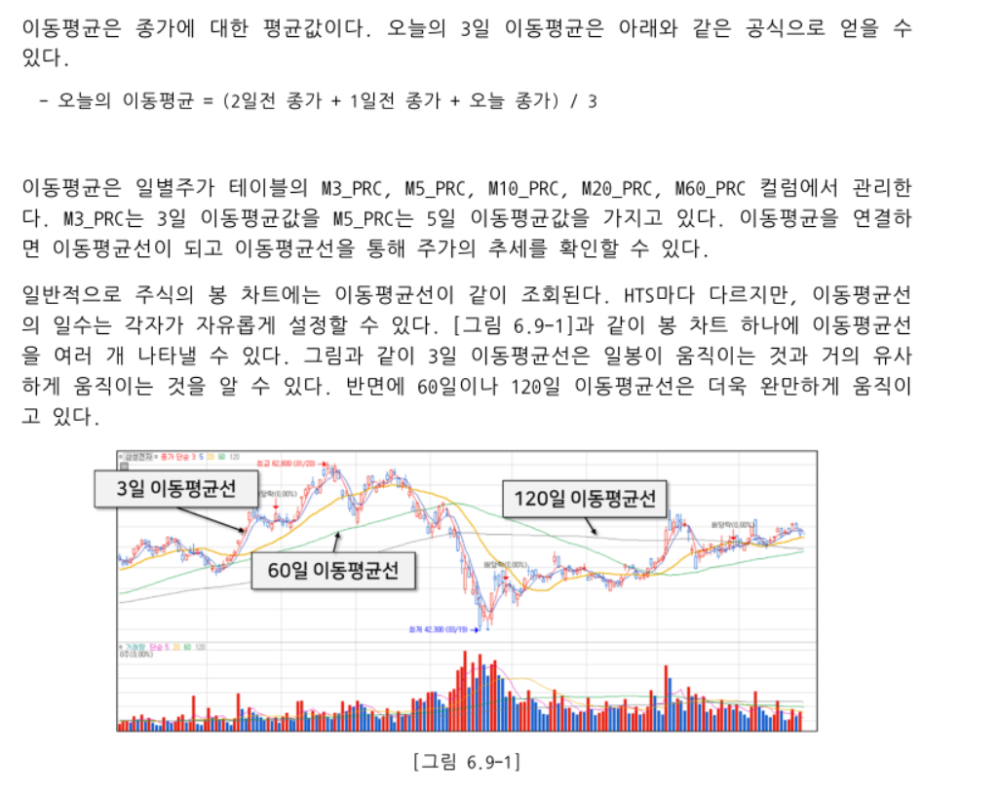 이동평균은 종가에 대한 평균값이다. 오늘의 3일 이동평균은 아래와 같은 공식으로 얻을 수
있다.
- 오늘의 이동평균 = (2일전 종가 + 1일전 종가 + 오늘 종가) / 3
이동평균은 일별주가 테이블의 M3_PRC, M5_PRC, M10_PRC, M20_PRC, M60_PRC 컬럼에서 관리한
다. M3_PRC는 3일 이동평균값을 M5_PRC는 5일 이동평균값을 가지고 있다. 이동평균을 연결하
면 이동평균선이 되고 이동평균선을 통해 주가의 추세를 확인할 수 있다.
일반적으로 주식의 봉 차트에는 이동평균선이 같이 조회된다. HTS마다 다르지만, 이동평균선
의 일수는 각자가 자유롭게 설정할 수 있다. [그림 6.9-1]과 같이 봉 차트 하나에 이동평균선
을 여러 개 나타낼 수 있다. 그림과 같이 3일 이동평균선은 일봉이 움직이는 것과 거의 유사
하게 움직이는 것을 알 수 있다. 반면에 60일이나 120일 이동평균선은 더욱 완만하게 움직이
고 있다.
삼성전자 종가 단순 3 5 20 60 120
최고 62,800 (01/20)
3일 이동평균선
배당락(0,00%)
120일 이동평균선
배당락(0,00%)
60일 이동평균선
배당락(0,00%)
최저 42,300 (03/19)
거래량 단순 5 20 60 120
0주(0,00%)
[그림 6.9-1]